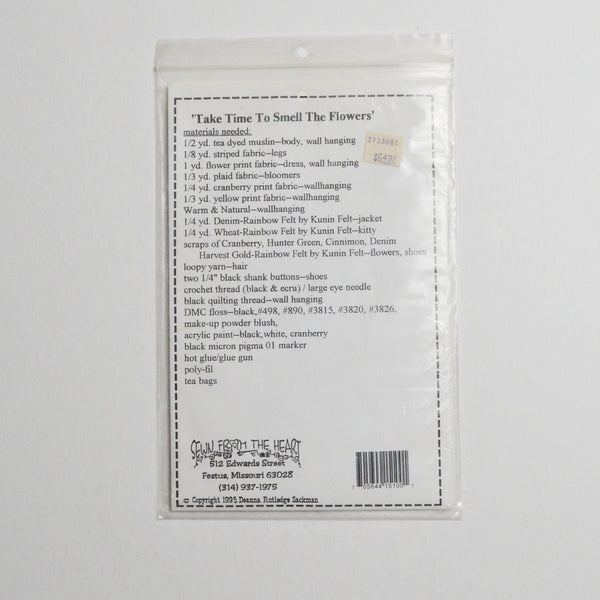 'Take Time To Smell The Flowers'
materials needed:
1/2 yd. tea dyed muslin--body, wall hanging
1/8 yd. striped fabric--legs
1 yd. flower print fabric--dress, wall hanging
1/3 yd. plaid fabric--bloomers
1/4 yd. cranberry print fabric--wallhanging
1/3 yd. yellow print fabric--wallhanging
Warm & Natural--wallhanging
1/4 yd. Denim-Rainbow Felt by Kunin Felt--jacket
1/4 yd. Wheat-Rainbow Felt by Kunin Felt--kitty
scraps of Cranberry, Hunter Green, Cinnimon, Denim
Harvest Gold-Rainbow Felt by Kunin Felt--flowers, shoes
loopy yarn--hair
two 1/4" black shank buttons--shoes
crochet thread (black & ecru) / large eye needle
black quilting thread--wall hanging
DMC floss--black,#498, #890, #3815, #3820, #3826,
make-up powder blush,
acrylic paint--black,white, cranberry
black micron pigma 01 marker
hot glue/glue gun
poly-fil
tea bags
SEWN FROM THE HEART
512 Edwards Street
Festus, Missouri 63028
(314) 937-1975
© Copyright 1995 Deanna Rutledge Sackman
5753886
7 05644 15100 1